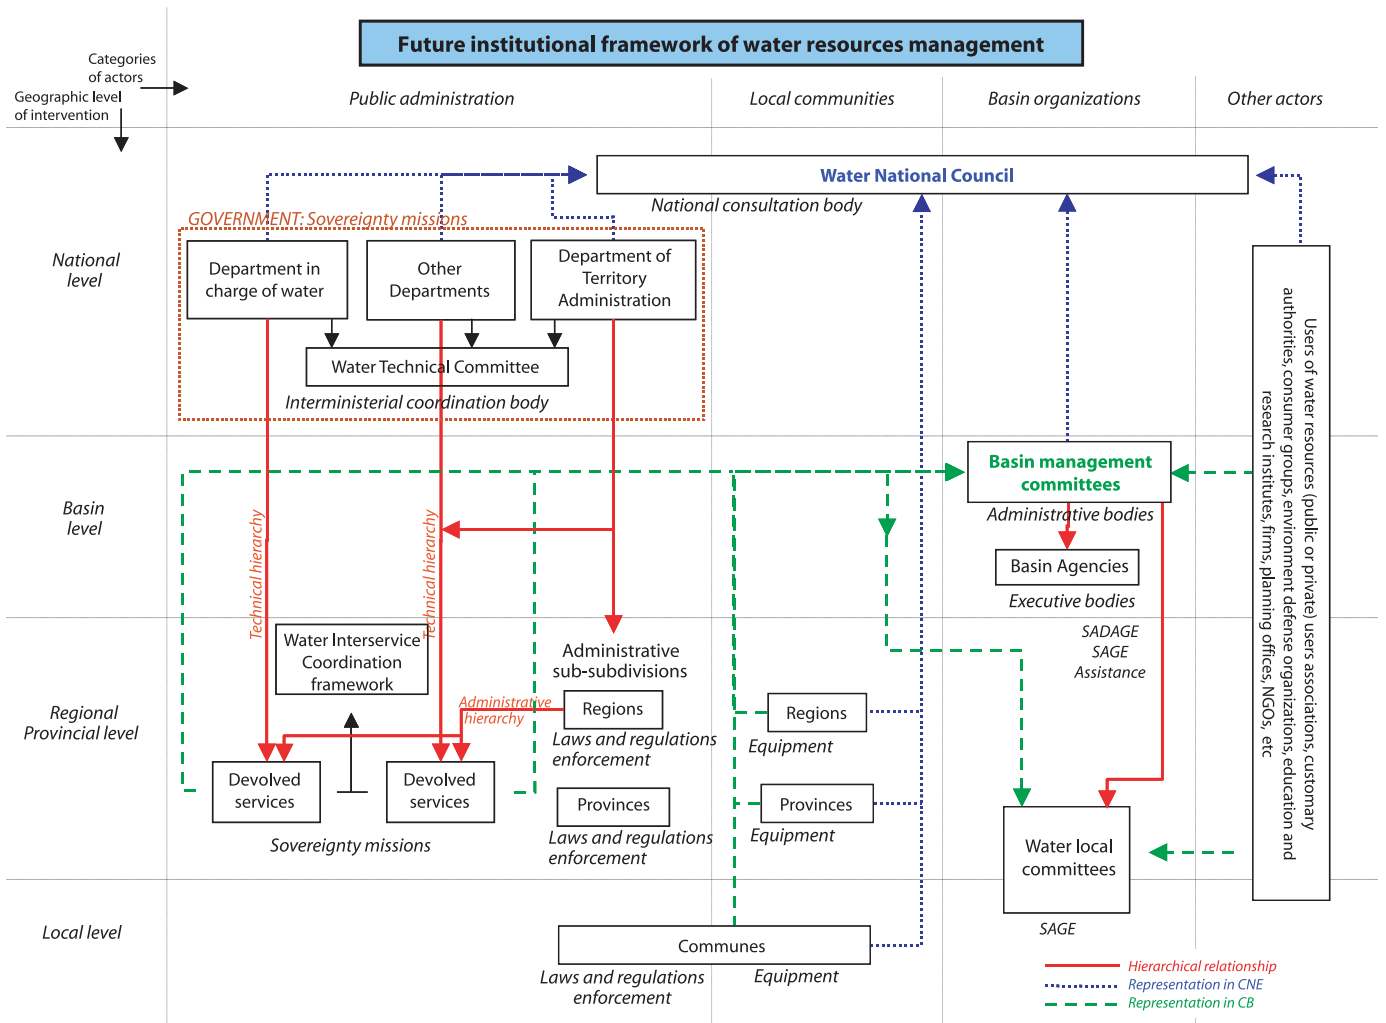 Future institutional framework of water resources management
Categories
of actors
Geographic level
of intervention
Public administration
Local communities
Basin organizations
Other actors
Water National Council
National consultation body
GOVERNMENT: Sovereignty missions
National
level
Department in
charge of water
Other
Departments
Department of
Territory
Administration
Water Technical Committee
Interministerial coordination body
Users of water resources (public or private) users associations, customary
authorities, consumer groups, environment defense organizations, education and
research institutes, firms, planning offices, NGOs, etc
Basin
level
Basin management
committees
Administrative bodies
Technical hierarchy
Technical hierarchy
Basin Agencies
Executive bodies
Regional
Provincial level
Water Interservice
Coordination
framework
Administrative
sub-subdivisions
SADAGE
SAGE
Assistance
Administrative
hierarchy
Regions
Laws and regulations
enforcement
Regions
Equipment
Devolved
services
Devolved
services
Sovereignty missions
Provinces
Laws and regulations
enforcement
Provinces
Equipment
Water local
committees
SAGE
Local level
Communes
Laws and regulations
enforcement
Equipment
Hierarchical relationship
Representation in CNE
Representation in CB